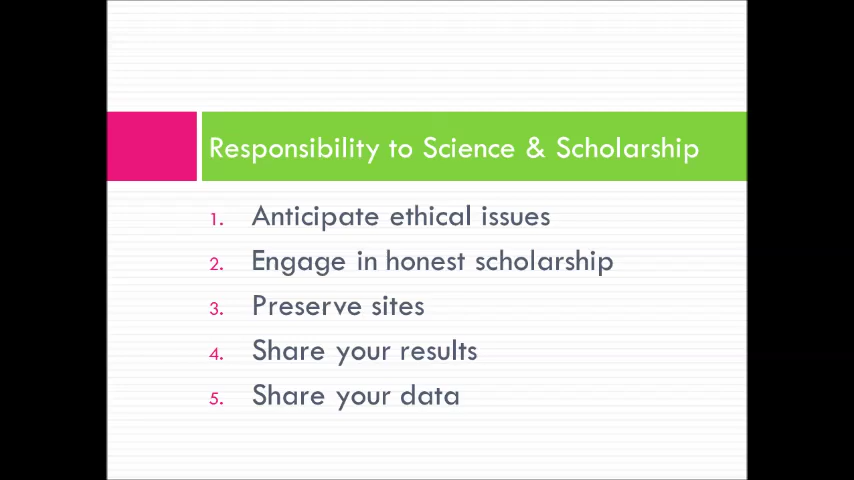 Responsibility to Science & Scholarship
1. Anticipate ethical issues
2. Engage in honest scholarship
3. Preserve sites
4. Share your results
5. Share your data